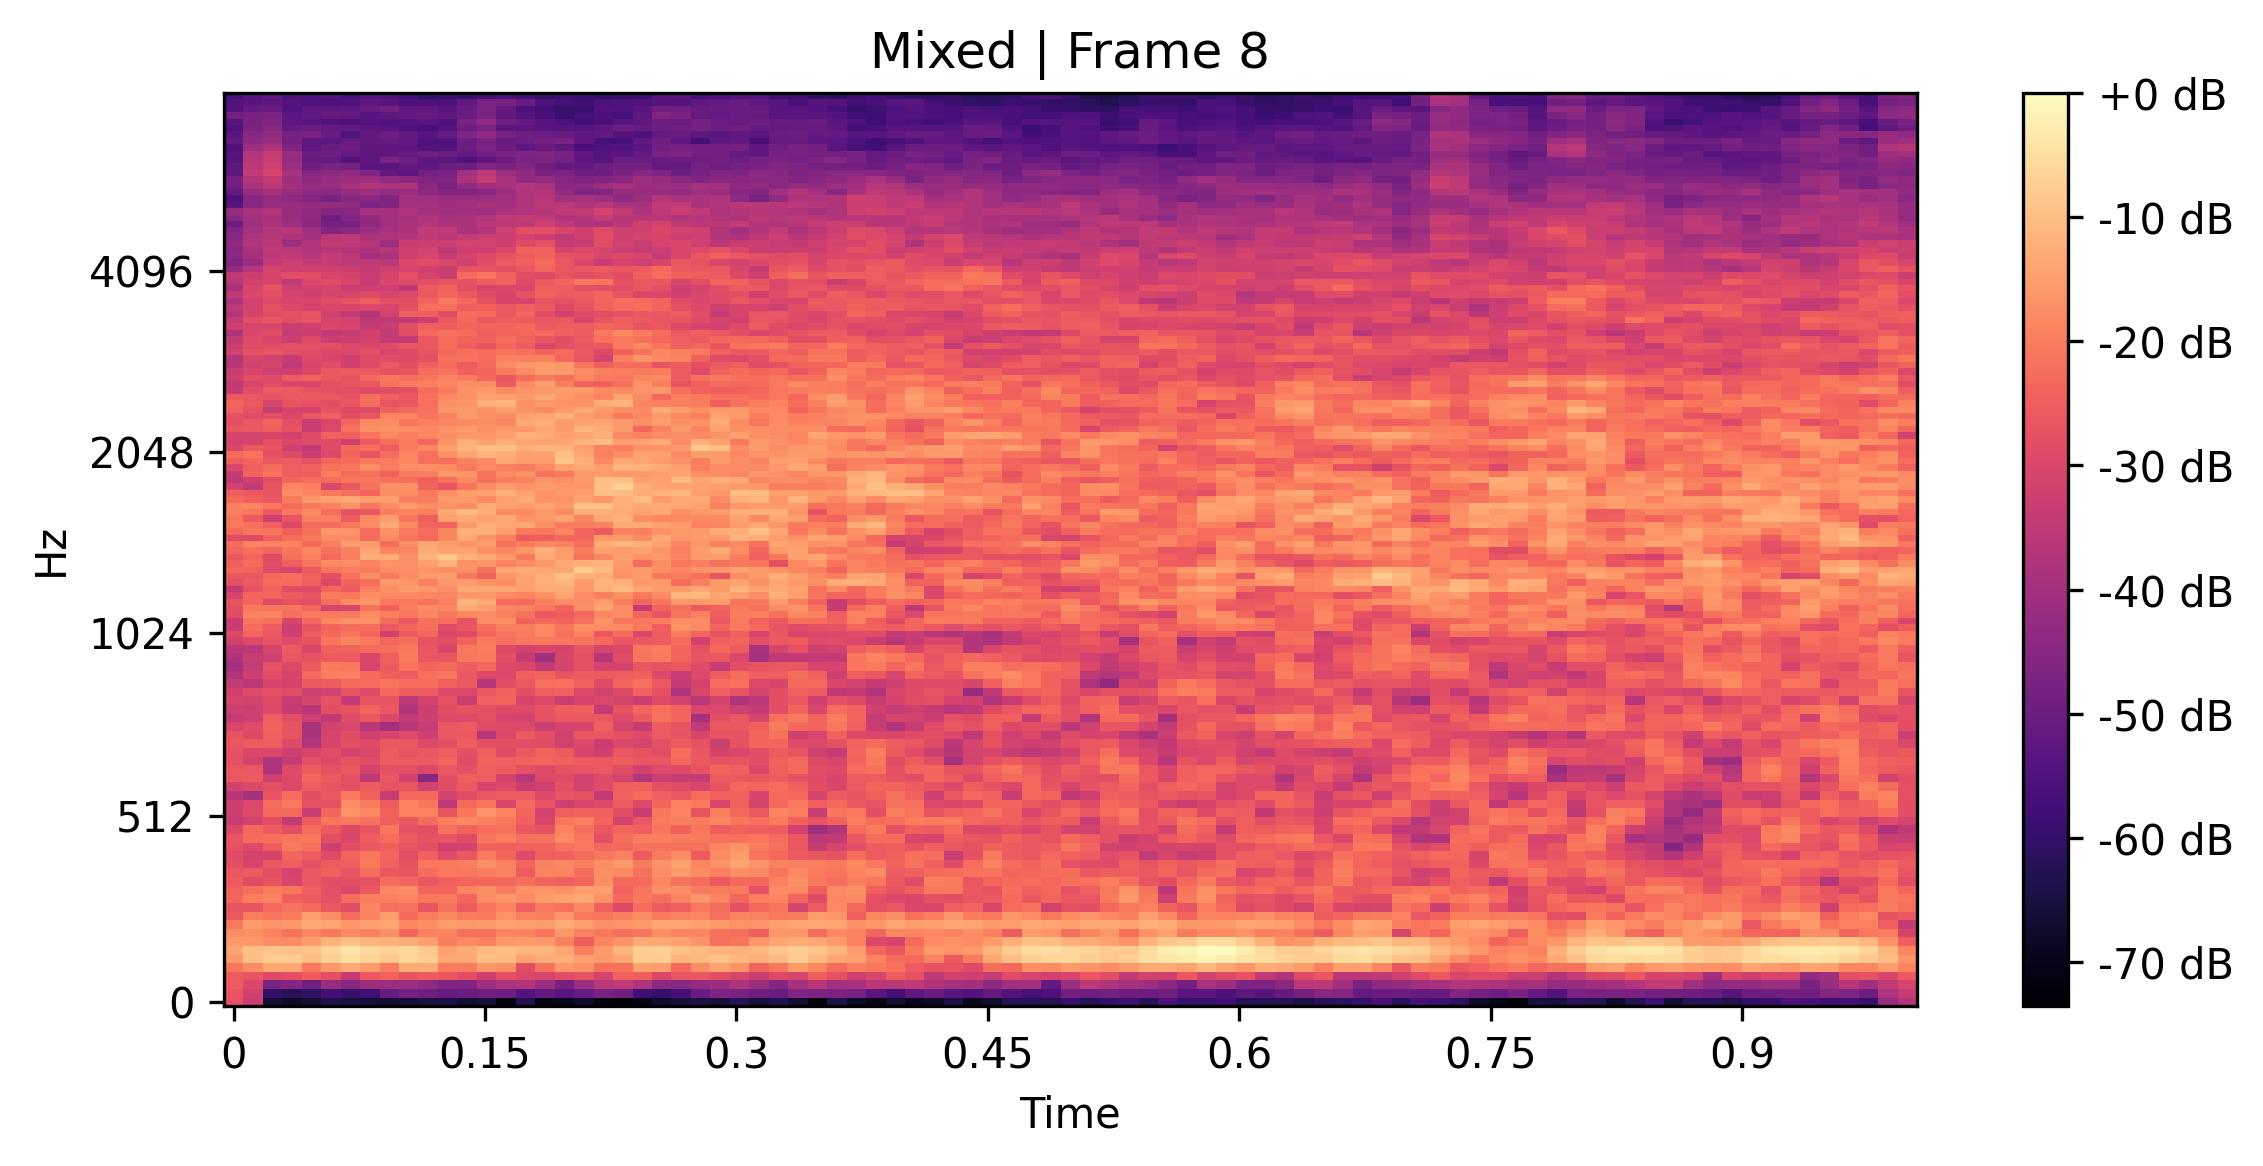 Mixed | Frame 8
+0 dB
-10 dB
-20 dB
-30 dB
-40 dB
-50 dB
-60 dB
-70 dB
Hz
4096
2048
1024
512
0
0 0.15 0.3 0.45 0.6 0.75 0.9
Time